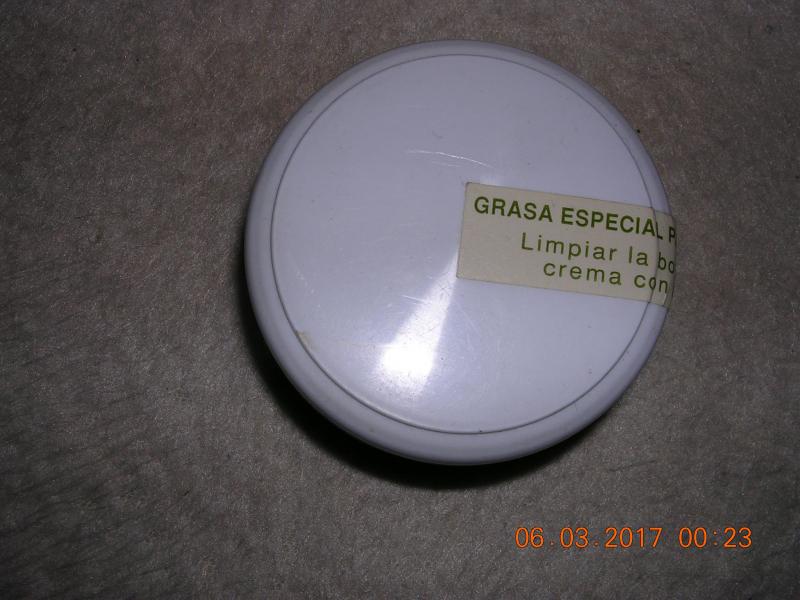 GRASA ESPECIAL
Limpiar la
crema con
06.03.2017 00:23